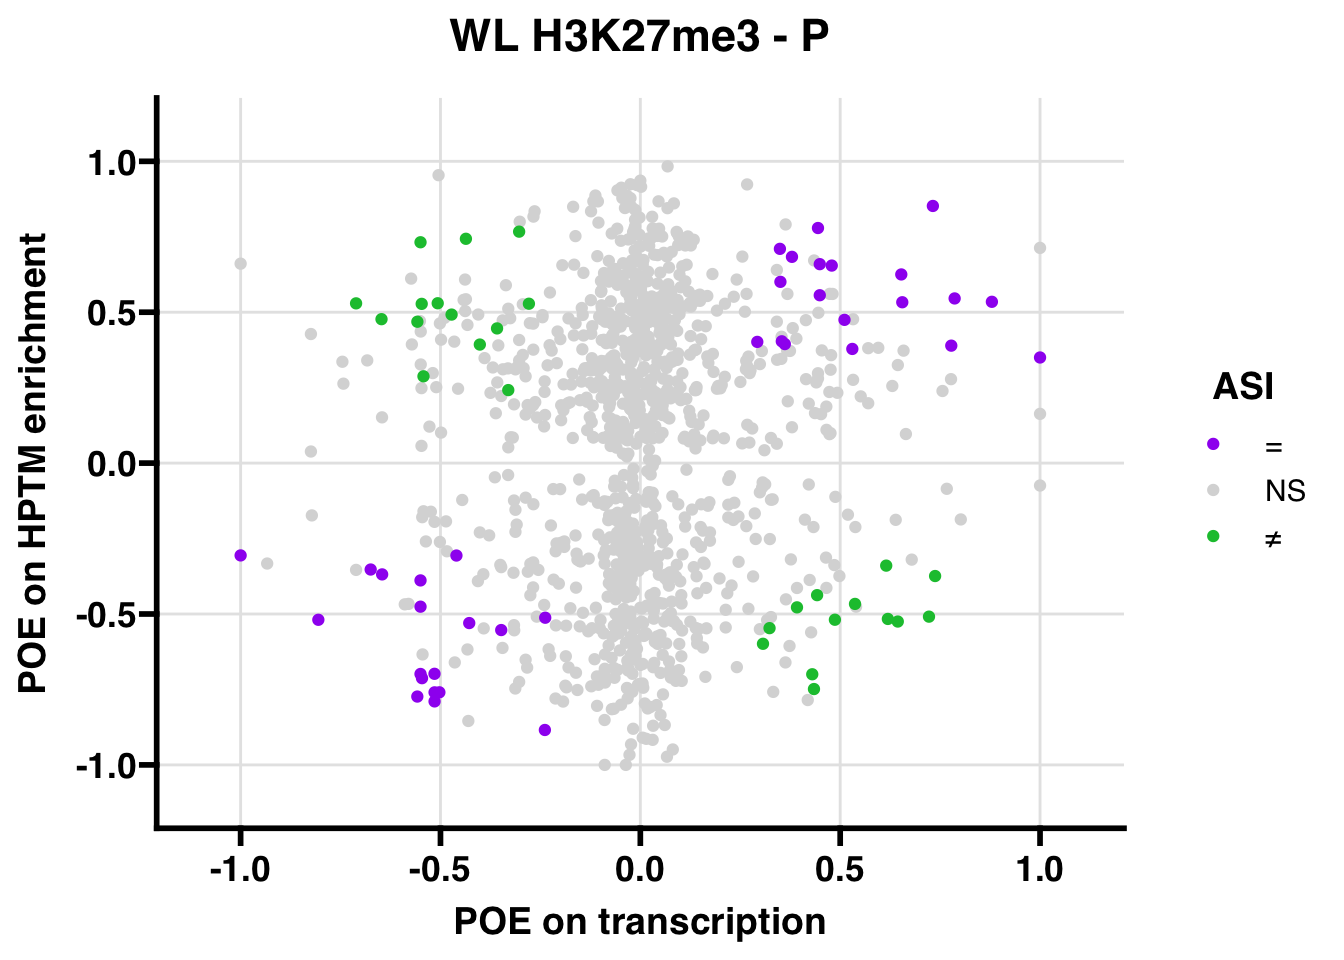 WL H3K27me3 - P
POE on HPTM enrichment
1.0
0.5
0.0
-0.5
-1.0
-1.0 -0.5 0.0 0.5 1.0
POE on transcription
ASI
=
NS
≠